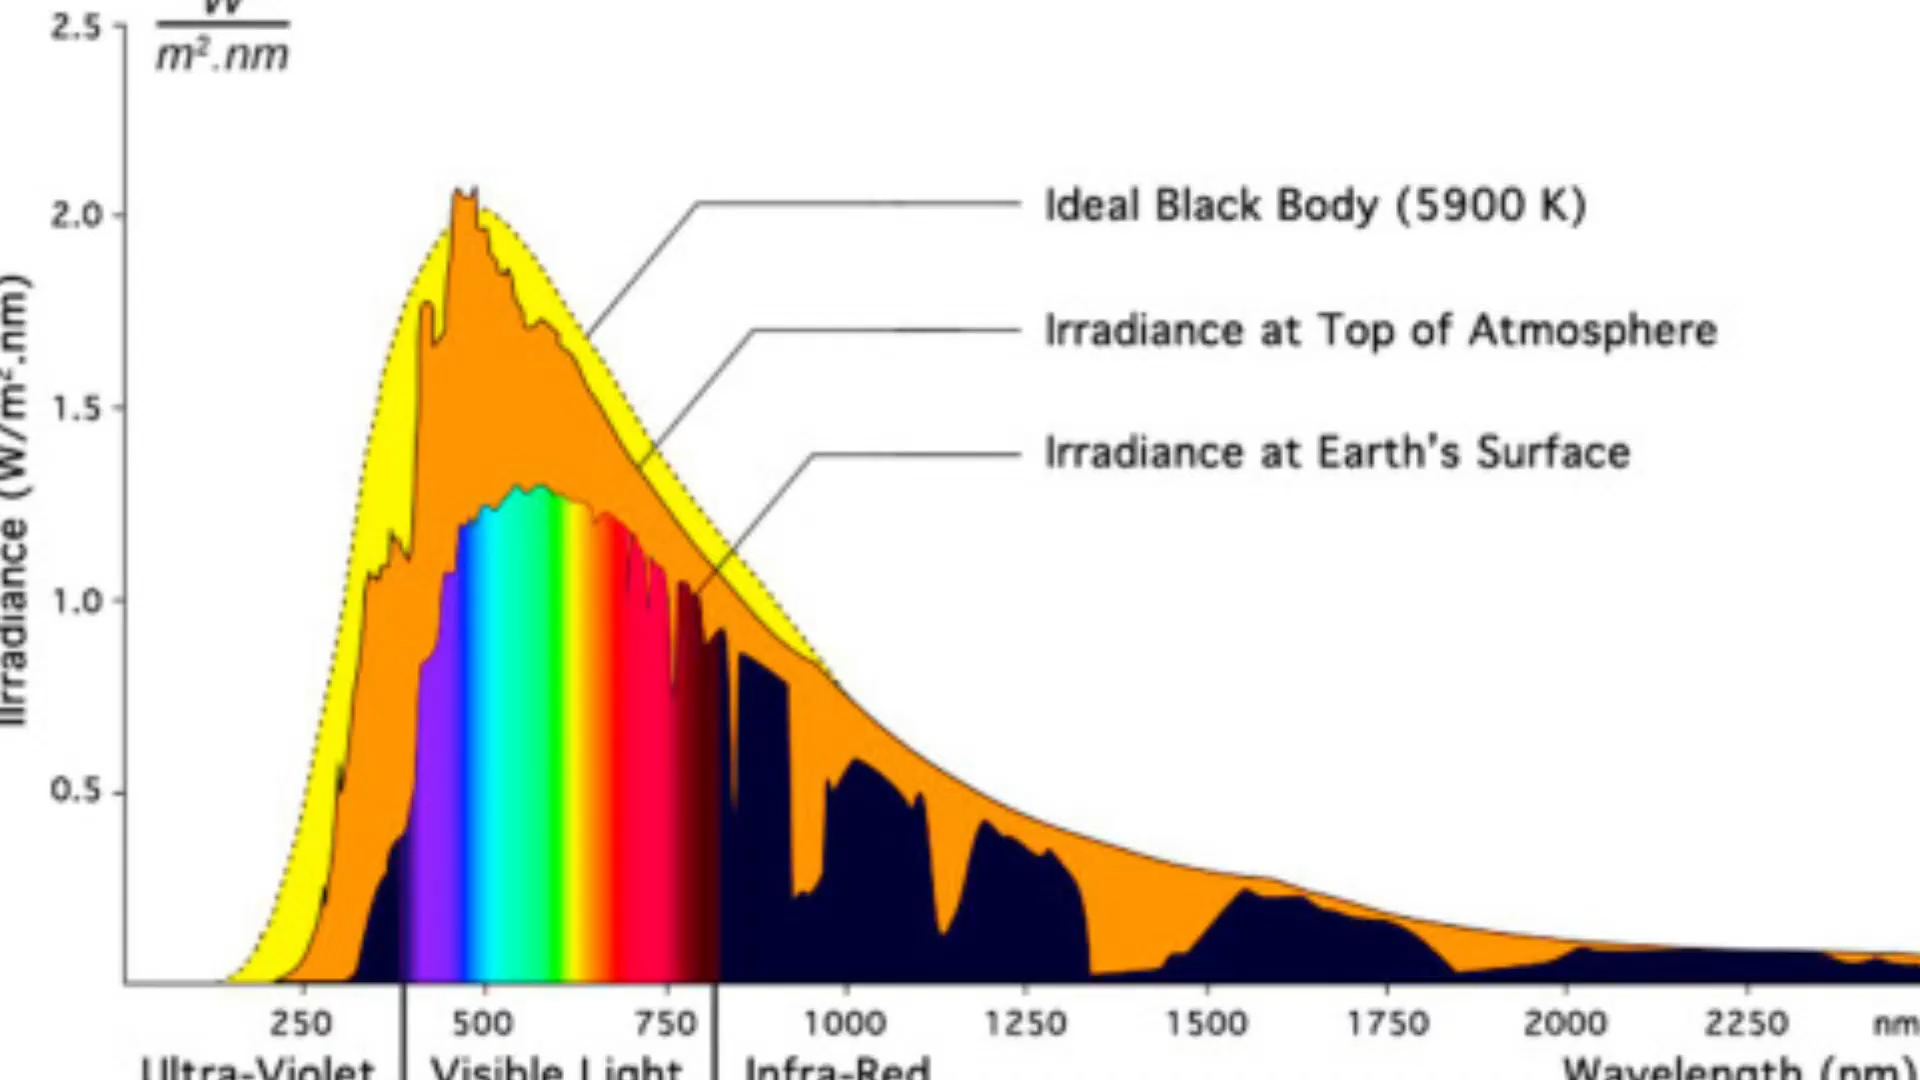 2.5
W
m².nm
2.0
1.5
1.0
0.5
Irradiance (W/m².nm)
Ideal Black Body (5900 K)
Irradiance at Top of Atmosphere
Irradiance at Earth's Surface
250 500 750 1000 1250 1500 1750 2000 2250 nm
Ultra-Violet Visible Light Infra-Red Wavelength (nm)